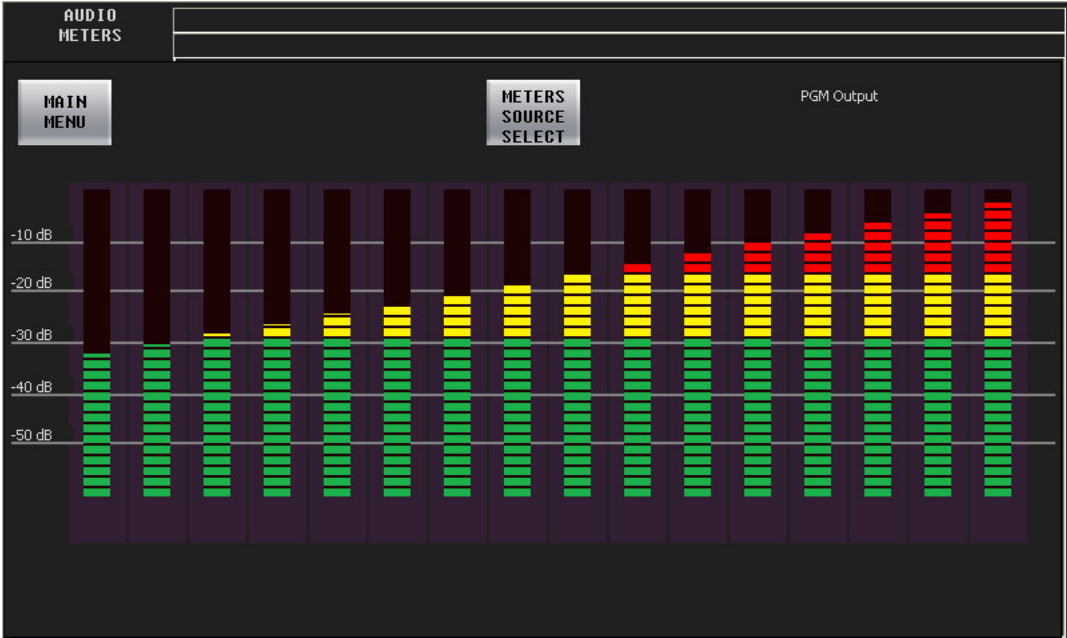 AUDIO
METERS
MAIN
MENU
METERS
SOURCE
SELECT
PGM Output
-10 dB
-20 dB
-30 dB
-40 dB
-50 dB